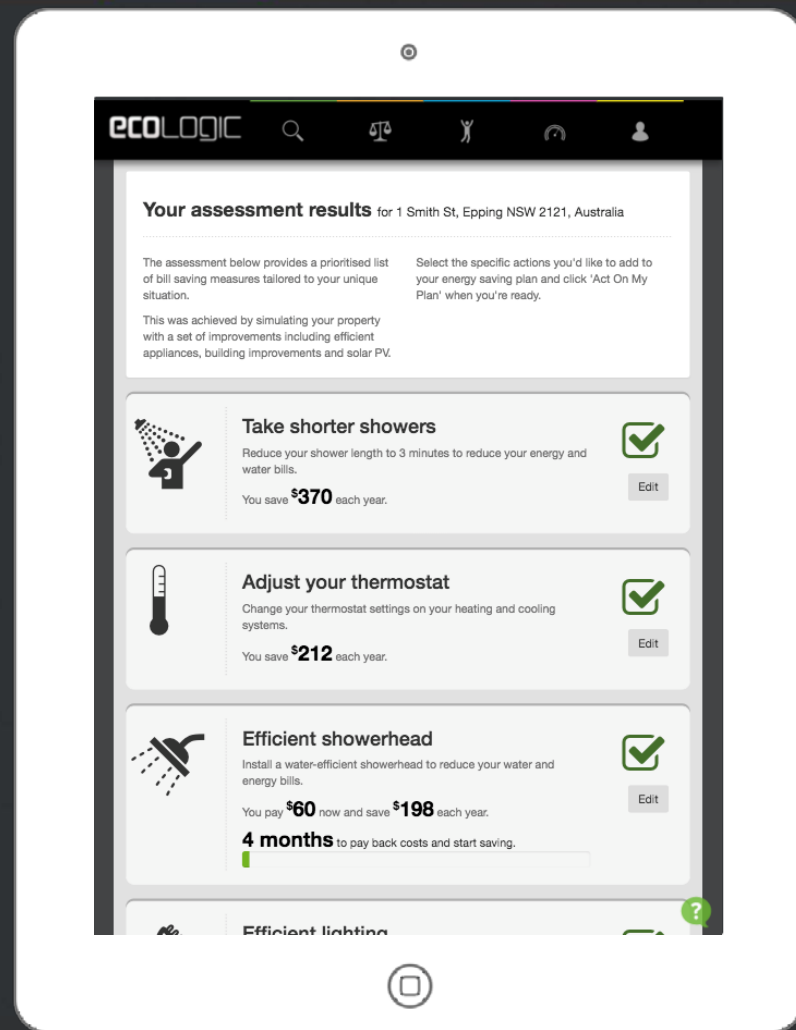 ecoLOGIC
Your assessment results for 1 Smith St, Epping NSW 2121, Australia
The assessment below provides a prioritised list
of bill saving measures tailored to your unique
situation.
This was achieved by simulating your property
with a set of improvements including efficient
appliances, building improvements and solar PV.
Select the specific actions you'd like to add to
your energy saving plan and click 'Act On My
Plan' when you're ready.
Take shorter showers
Reduce your shower length to 3 minutes to reduce your energy and
water bills.
You save $370 each year.
Edit
Adjust your thermostat
Change your thermostat settings on your heating and cooling
systems.
You save $212 each year.
Edit
Efficient showerhead
Install a water-efficient showerhead to reduce your water and
energy bills.
You pay $60 now and save $198 each year.
4 months to pay back costs and start saving.
Edit
Efficient lighting
?